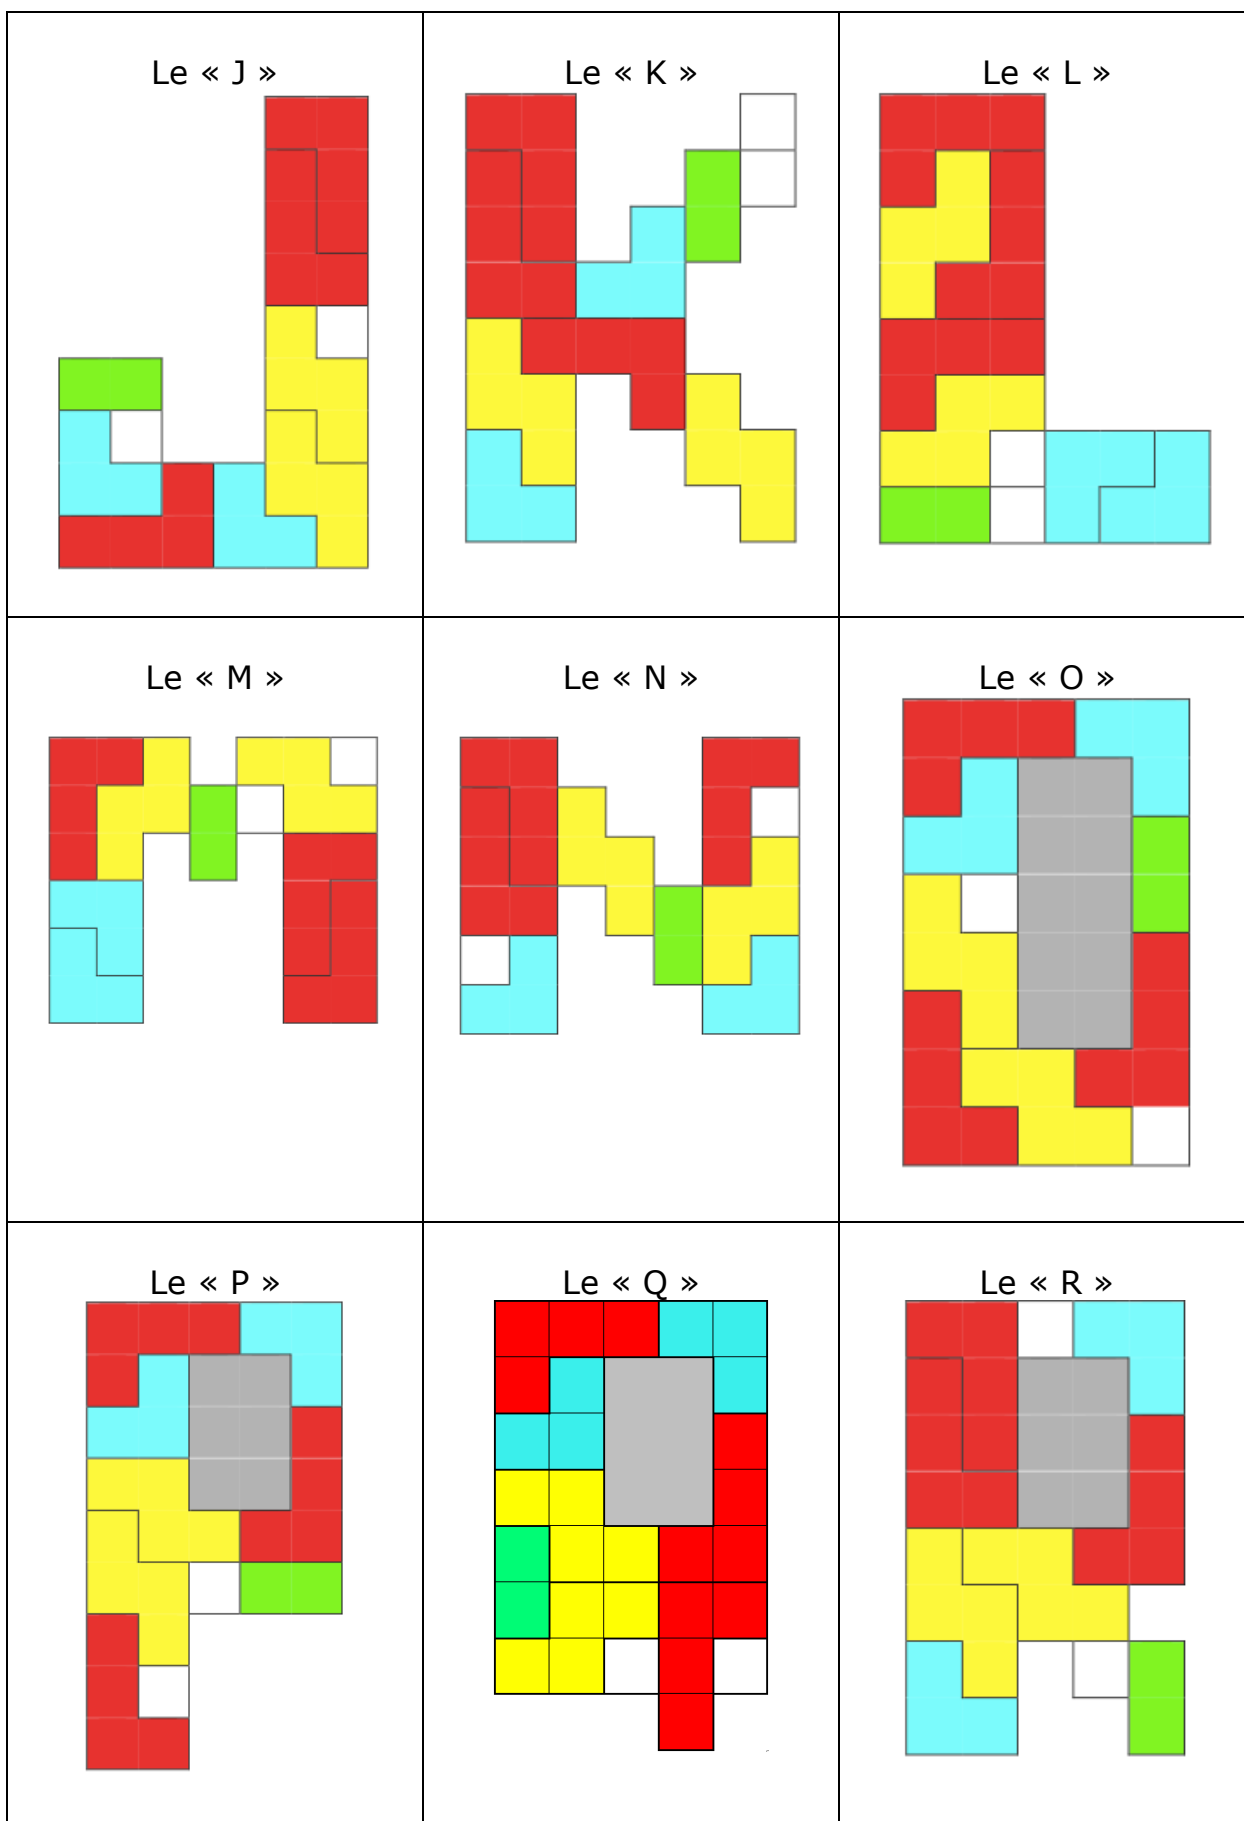 Le « J »
Le « K »
Le « L »
Le « M »
Le « N »
Le « O »
Le « P »
Le « Q »
Le « R »